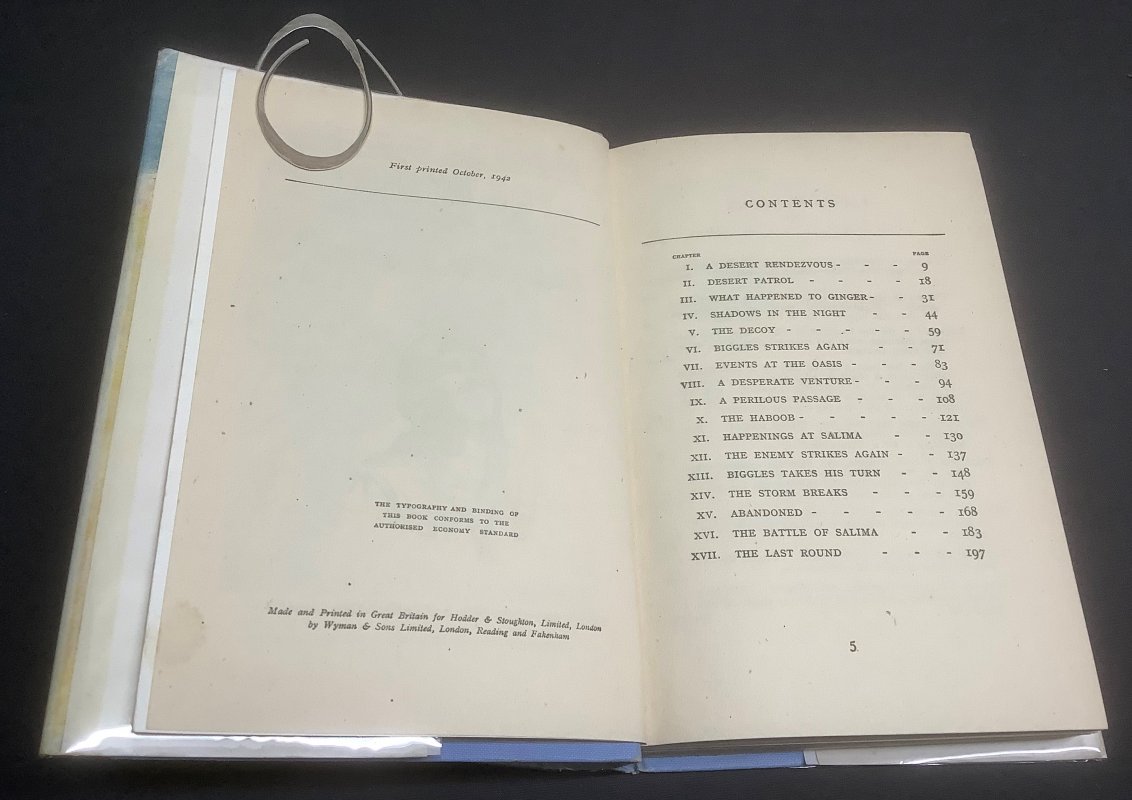 First printed October, 1942
THE TYPOGRAPHY AND BINDING OF
THIS BOOK CONFORMS TO THE
AUTHORISED ECONOMY STANDARD
Made and Printed in Great Britain for Hodder & Stoughton, Limited, London
by Wyman & Sons Limited, London, Reading and Fakenham
CONTENTS
CHAPTER PAGE
I. A DESERT RENDEZVOUS - - - 9
II. DESERT PATROL - - - - 18
III. WHAT HAPPENED TO GINGER - - 31
IV. SHADOWS IN THE NIGHT - - 44
V. THE DECOY - - - - - 59
VI. BIGGLES STRIKES AGAIN - - 71
VII. EVENTS AT THE OASIS - - - 83
VIII. A DESPERATE VENTURE - - - 94
IX. A PERILOUS PASSAGE - - - 108
X. THE HABOOB - - - - - 121
XI. HAPPENINGS AT SALIMA - - 130
XII. THE ENEMY STRIKES AGAIN - - 137
XIII. BIGGLES TAKES HIS TURN - - 148
XIV. THE STORM BREAKS - - - 159
XV. ABANDONED - - - - - 168
XVI. THE BATTLE OF SALIMA - - 183
XVII. THE LAST ROUND - - - 197
5